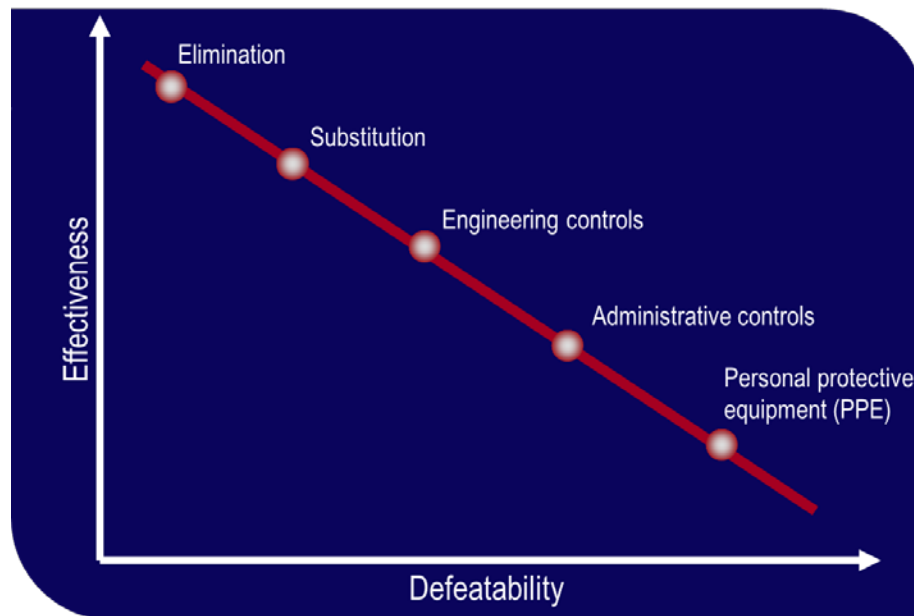 Elimination
Substitution
Engineering controls
Administrative controls
Personal protective
equipment (PPE)
Effectiveness
Defeatability